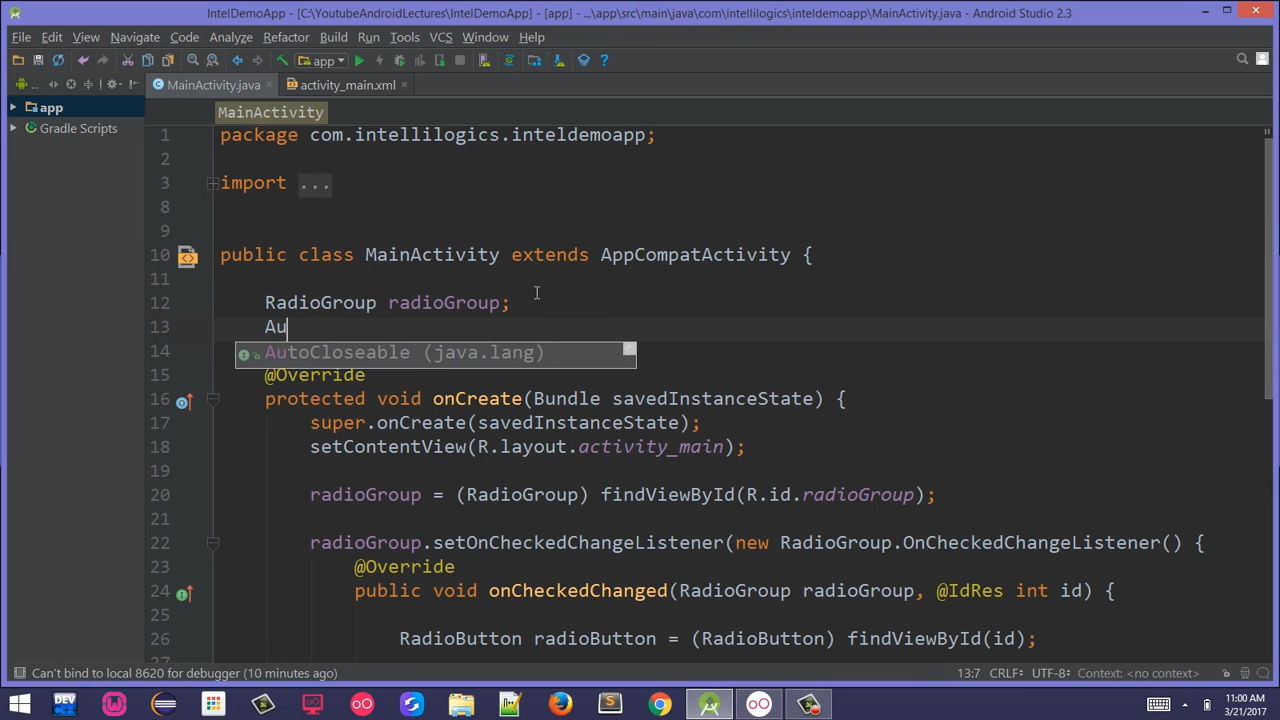 IntelDemoApp - [C:\YoutubeAndroidLectures\IntelDemoApp] - [app] - ...\app\src\main\java\com\intellilogics\inteldemoapp\MainActivity.java - Android Studio 2.3
File Edit View Navigate Code Analyze Refactor Build Run Tools VCS Window Help
app
MainActivity.java activity_main.xml
app
Gradle Scripts
MainActivity
1 package com.intellilogics.inteldemoapp;
2
3 import ...
8
9
10 public class MainActivity extends AppCompatActivity {
11
12 RadioGroup radioGroup;
13 Au
14 AutoCloseable (java.lang)
15 @Override
16 protected void onCreate(Bundle savedInstanceState) {
17 super.onCreate(savedInstanceState);
18 setContentView(R.layout.activity_main);
19
20 radioGroup = (RadioGroup) findViewById(R.id.radioGroup);
21
22 radioGroup.setOnCheckedChangeListener(new RadioGroup.OnCheckedChangeListener() {
23 @Override
24 public void onCheckedChanged(RadioGroup radioGroup, @IdRes int id) {
25
26 RadioButton radioButton = (RadioButton) findViewById(id);
Can't bind to local 8620 for debugger (10 minutes ago) 13:7 CRLF÷ UTF-8÷ Context: <no context>
DEV C++
11:00 AM
3/21/2017